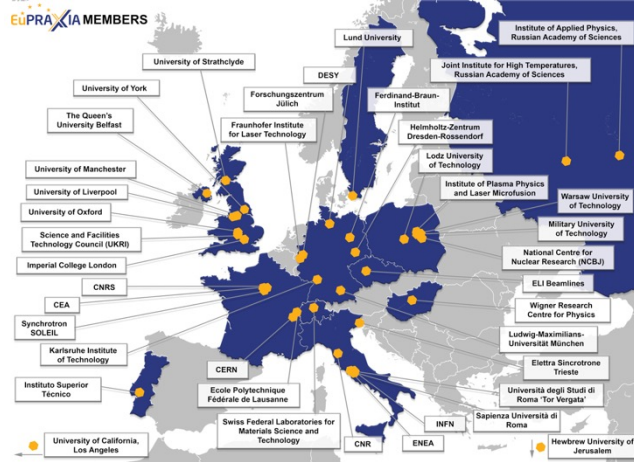 EuPRAXIA MEMBERS
Institute of Applied Physics,
Russian Academy of Sciences
Lund University
University of Strathclyde
Joint Institute for High Temperatures,
Russian Academy of Sciences
DESY
University of York
Forschungszentrum
Jülich
Ferdinand-Braun-
Institut
The Queen's
University Belfast
Fraunhofer Institute
for Laser Technology
Helmholtz-Zentrum
Dresden-Rossendorf
Lodz University
of Technology
University of Manchester
Institute of Plasma Physics
and Laser Microfusion
University of Liverpool
Warsaw University
of Technology
University of Oxford
Military University
of Technology
Science and Facilities
Technology Council (UKRI)
National Centre for
Nuclear Research (NCBJ)
Imperial College London
ELI Beamlines
CNRS
Wigner Research
Centre for Physics
CEA
Synchrotron
SOLEIL
Ludwig-Maximilians-
Universität München
Karlsruhe Institute
of Technology
Elettra Sincrotrone
Trieste
CERN
Instituto Superior
Técnico
Ecole Polytechnique
Fédérale de Lausanne
Università degli Studi di
Roma 'Tor Vergata'
Swiss Federal Laboratories for
Materials Science and
Technology
Sapienza Università di
Roma
INFN
ENEA
CNR
University of California,
Los Angeles
Hewbrew University of
Jerusalem